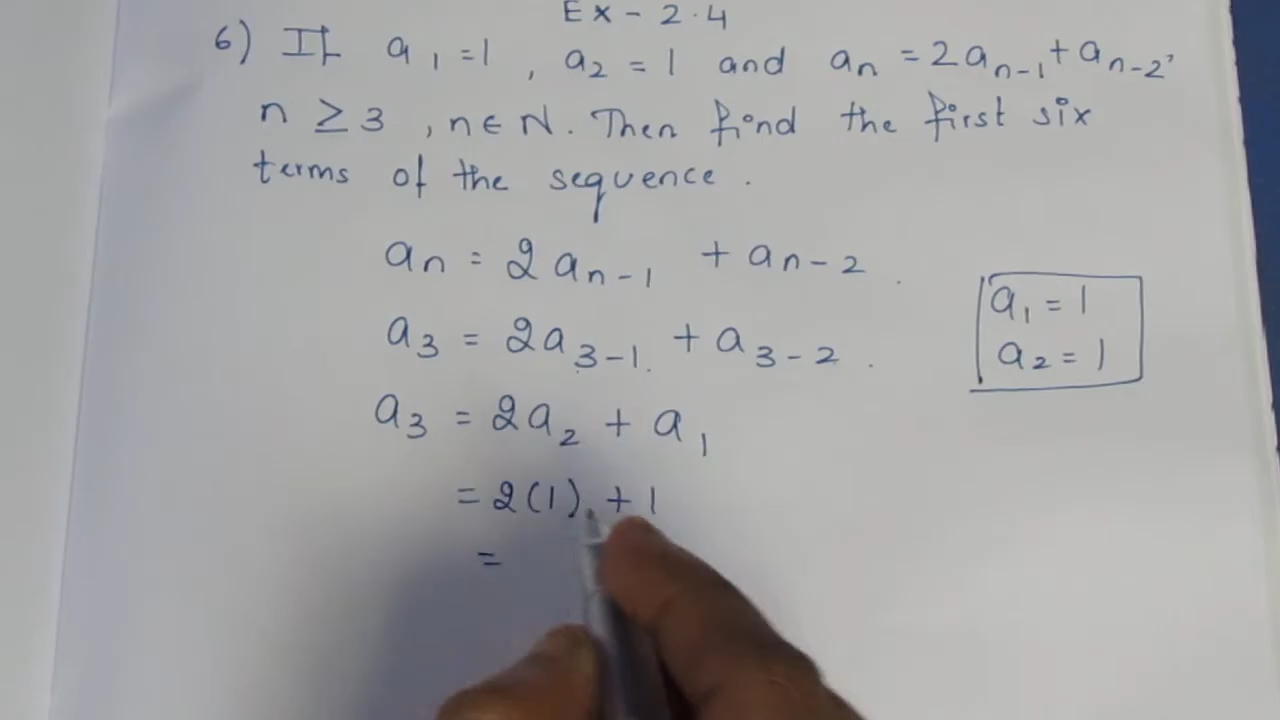 Ex - 2.4
6) If a₁ = 1, a₂ = 1 and aₙ = 2aₙ₋₁ + aₙ₋₂,
n ≥ 3, n ∈ N. Then find the first six
terms of the sequence.
aₙ = 2aₙ₋₁ + aₙ₋₂.
a₃ = 2a₃₋₁ + a₃₋₂.
a₁ = 1
a₂ = 1
a₃ = 2a₂ + a₁
= 2(1) + 1
=